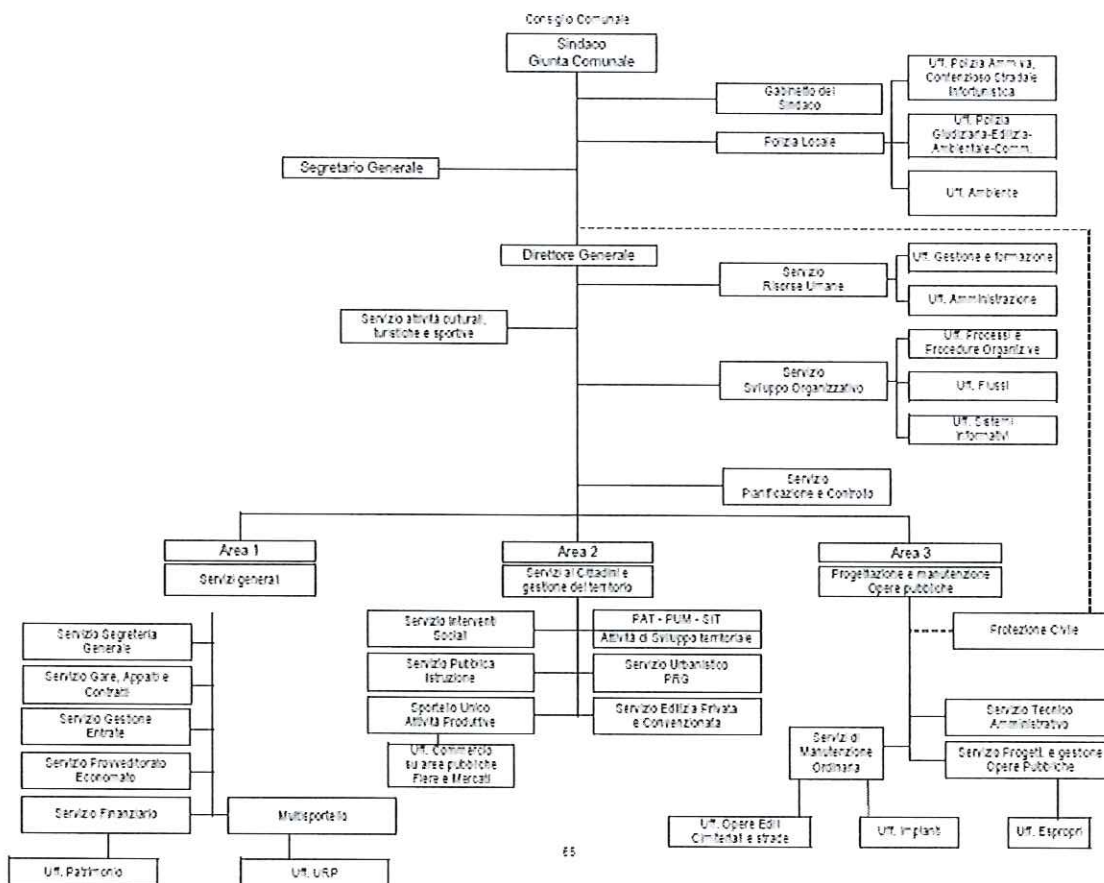 Consiglio Comunale
Sindaco
Giunta Comunale
Gabinetto del
Sindaco
Uff. Polizia Amm.va,
Contenzioso Stradale
Infortunistica
Polizia Locale
Uff. Polizia
Giudiziaria-Edilizia-
Ambientale-Comm.
Segretario Generale
Uff. Ambiente
Direttore Generale
Servizio
Risorse Umane
Uff. Gestione e formazione
Uff. Amministrazione
Servizio attività culturali,
turistiche e sportive
Uff. Processi e
Procedure Organiz.ve
Servizio
Sviluppo Organizzativo
Uff. Flussi
Uff. Sistemi
Informativi
Servizio
Pianificazione e Controllo
Area 1
Servizi generali
Area 2
Servizi ai Cittadini e
gestione del territorio
Area 3
Progettazione e manutenzione
Opere pubbliche
Servizio Segreteria
Generale
Servizio Gare, Appalti e
Contratti
Servizio Gestione
Entrate
Servizio Provveditorato
Economato
Servizio Finanziario
Multisportello
Uff. Patrimonio
Uff. URP
Servizio Interventi
Sociali
PAT - PUM - SIT
Attività di Sviluppo territoriale
Servizio Pubblica
Istruzione
Servizio Urbanistico
PRG
Sportello Unico
Attività Produttive
Servizio Edilizia Privata
e Convenzionata
Uff. Commercio
su aree pubbliche
Fiere e Mercati
Protezione Civile
Servizio Tecnico
Amministrativo
Servizi di
Manutenzione
Ordinaria
Servizio Progett. e gestione
Opere Pubbliche
Uff. Opere Edili
Cimiteriali e strade
Uff. Impianti
Uff. Espropri
65